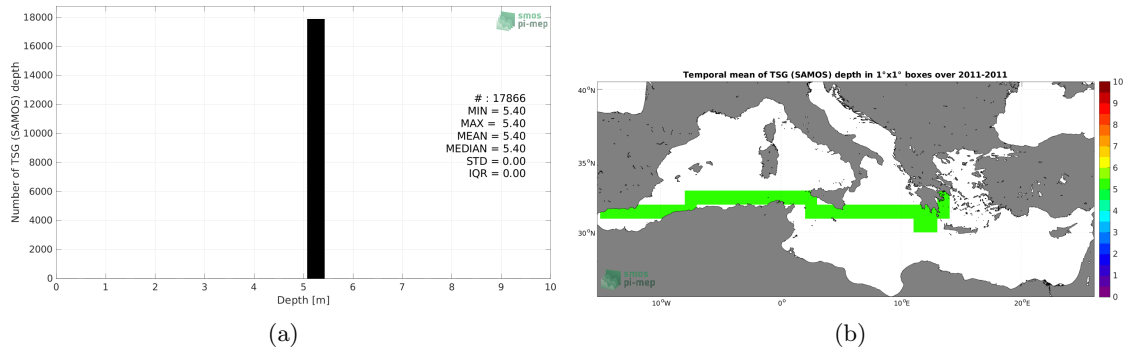 18000
16000
14000
12000
10000
8000
6000
4000
2000
0
Number of TSG (SAMOS) depth
smos
pi-mep
# : 17866
MIN = 5.40
MAX = 5.40
MEAN = 5.40
MEDIAN = 5.40
STD = 0.00
IQR = 0.00
0 1 2 3 4 5 6 7 8 9 10
Depth [m]
(a)
Temporal mean of TSG (SAMOS) depth in 1°x1° boxes over 2011-2011
40°N
35°N
30°N
smos
pi-mep
10°W 0° 10°E 20°E
10
9
8
7
6
5
4
3
2
1
0
(b)